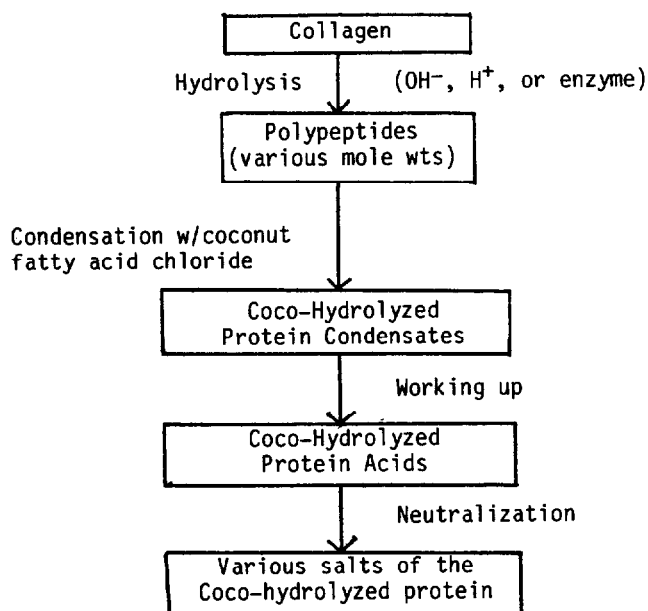 Collagen
Hydrolysis (OH-, H+, or enzyme)
Polypeptides
(various mole wts)
Condensation w/coconut
fatty acid chloride
Coco-Hydrolyzed
Protein Condensates
Working up
Coco-Hydrolyzed
Protein Acids
Neutralization
Various salts of the
Coco-hydrolyzed protein